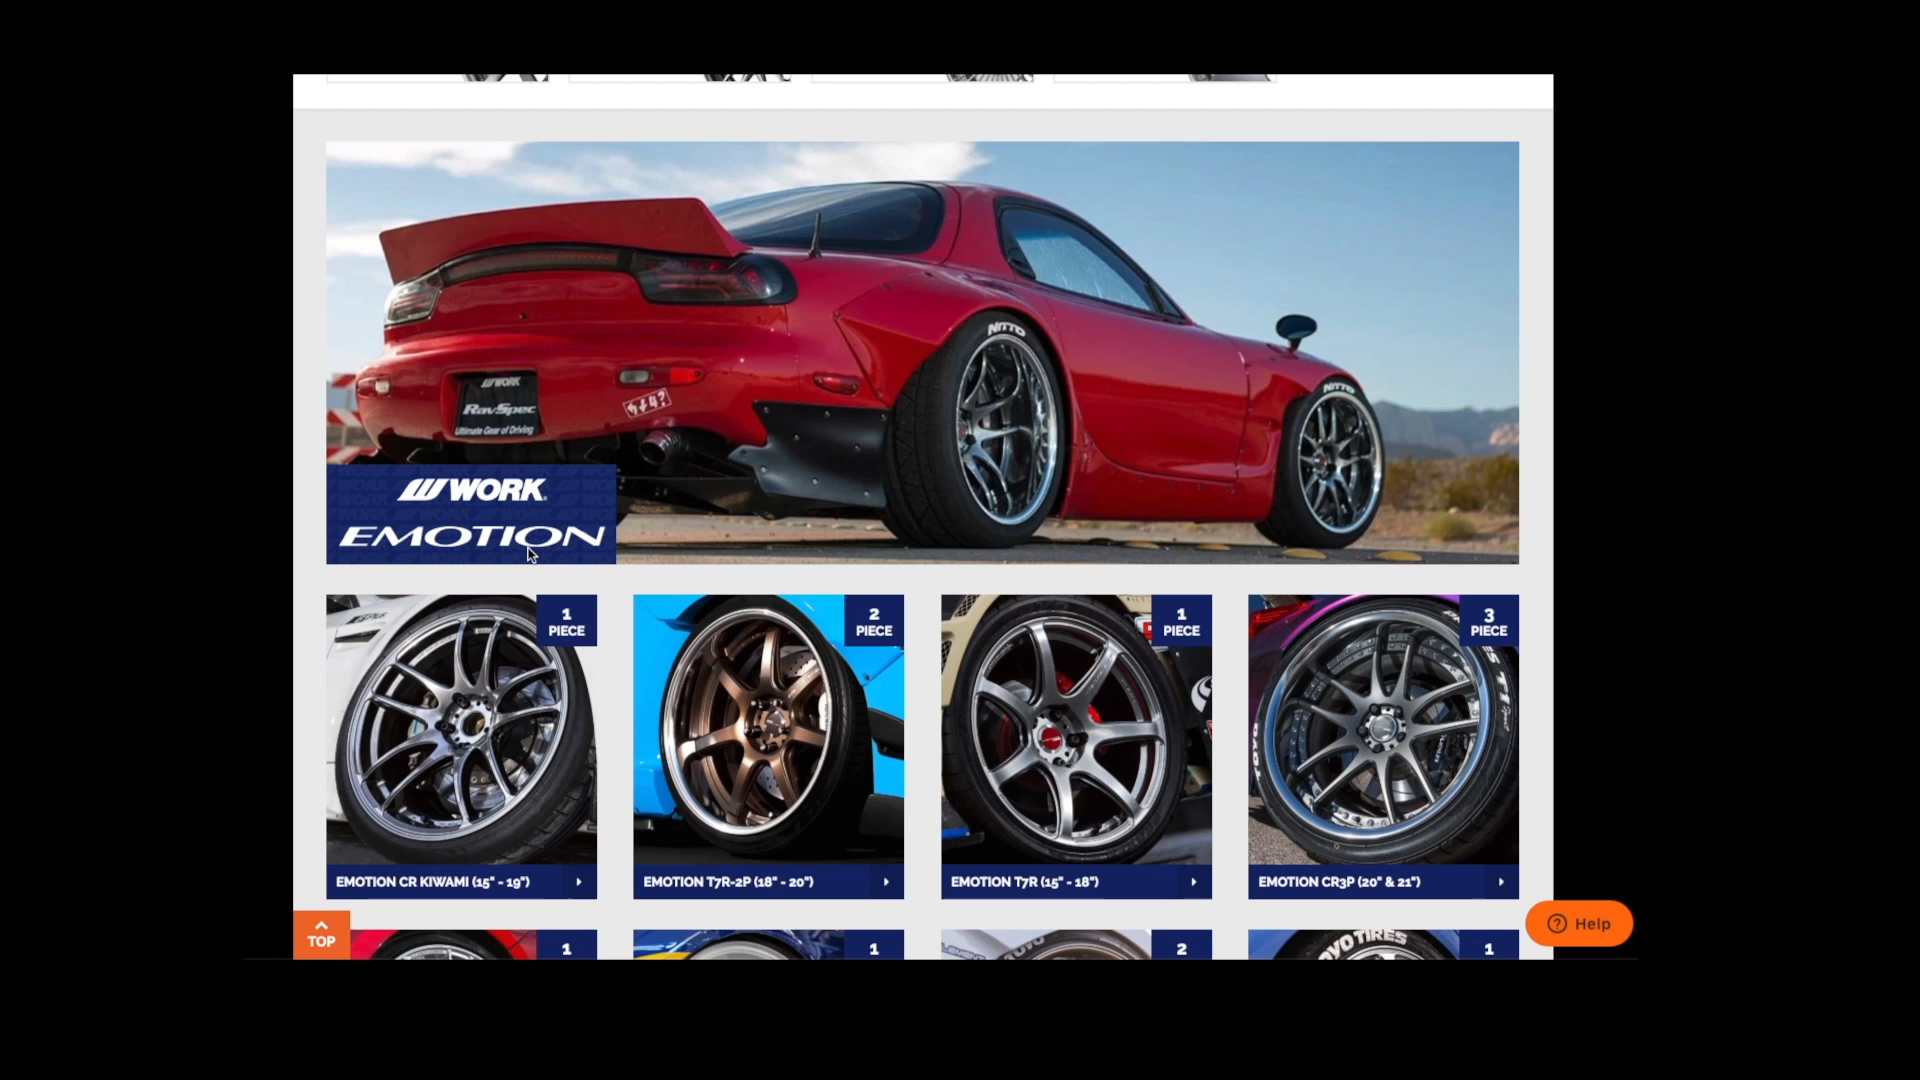 NITTO
NITTO
WORK
RavSpec
Ultimate Gear of Driving
WORK
EMOTION
1
PIECE
2
PIECE
1
PIECE
3
PIECE
EMOTION CR KIWAMI (15" - 19")
EMOTION T7R-2P (18" - 20")
EMOTION T7R (15" - 18")
EMOTION CR3P (20" & 21")
TOP
Help
1
1
2
TOYO TIRES
1